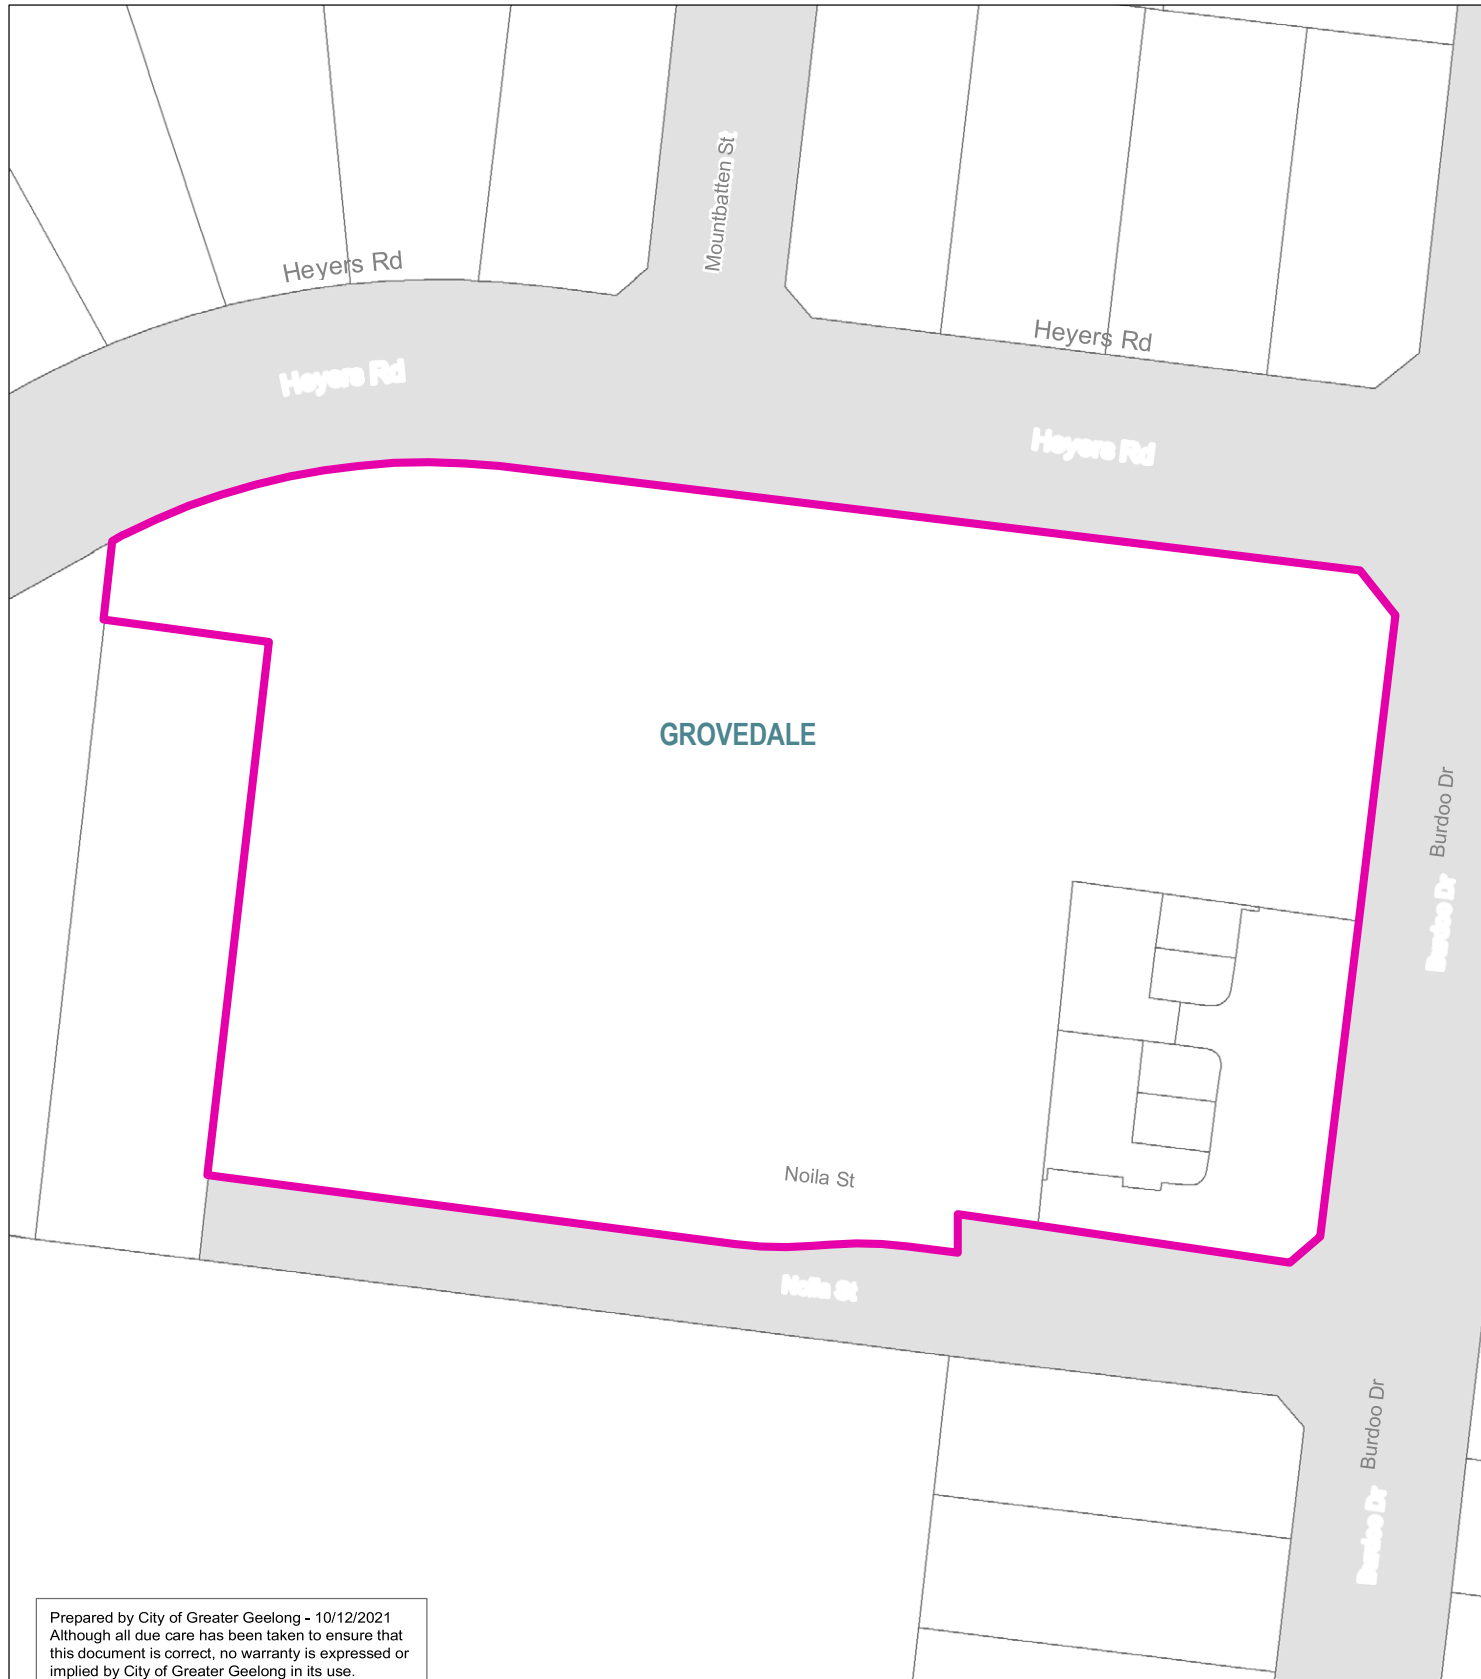 Mountbatten St
Heyers Rd
Heyers Rd
Heyers Rd
Heyers Rd
GROVEDALE
Burdoo Dr
Burdoo Dr
Noila St
Noila St
Burdoo Dr
Burdoo Dr
Prepared by City of Greater Geelong - 10/12/2021
Although all due care has been taken to ensure that
this document is correct, no warranty is expressed or
implied by City of Greater Geelong in its use.